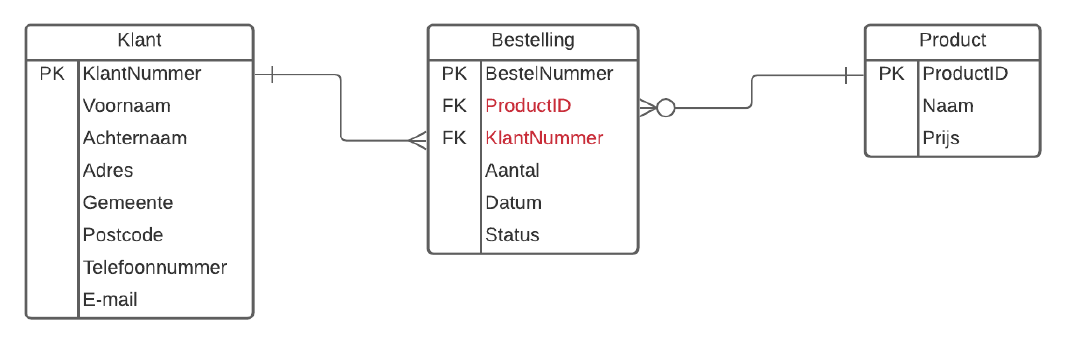 Klant
PK KlantNummer
Voornaam
Achternaam
Adres
Gemeente
Postcode
Telefoonnummer
E-mail
Bestelling
PK BestelNummer
FK ProductID
FK KlantNummer
Aantal
Datum
Status
Product
PK ProductID
Naam
Prijs